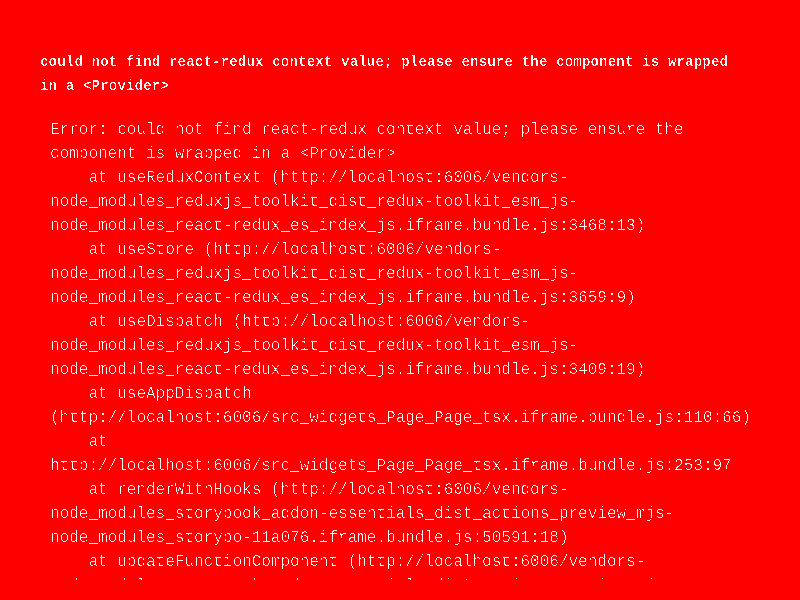 could not find react-redux context value; please ensure the component is wrapped
in a <Provider>
Error: could not find react-redux context value; please ensure the
component is wrapped in a <Provider>
at useReduxContext (http://localhost:6006/vendors-
node_modules_reduxjs_toolkit_dist_redux-toolkit_esm_js-
node_modules_react-redux_es_index_js.iframe.bundle.js:3468:13)
at useStore (http://localhost:6006/vendors-
node_modules_reduxjs_toolkit_dist_redux-toolkit_esm_js-
node_modules_react-redux_es_index_js.iframe.bundle.js:3659:9)
at useDispatch (http://localhost:6006/vendors-
node_modules_reduxjs_toolkit_dist_redux-toolkit_esm_js-
node_modules_react-redux_es_index_js.iframe.bundle.js:3409:19)
at useAppDispatch
(http://localhost:6006/src_widgets_Page_Page_tsx.iframe.bundle.js:110:66)
at
http://localhost:6006/src_widgets_Page_Page_tsx.iframe.bundle.js:253:97
at renderWithHooks (http://localhost:6006/vendors-
node_modules_storybook_addon-essentials_dist_actions_preview_mjs-
node_modules_storybo-11a076.iframe.bundle.js:50591:18)
at updateFunctionComponent (http://localhost:6006/vendors-